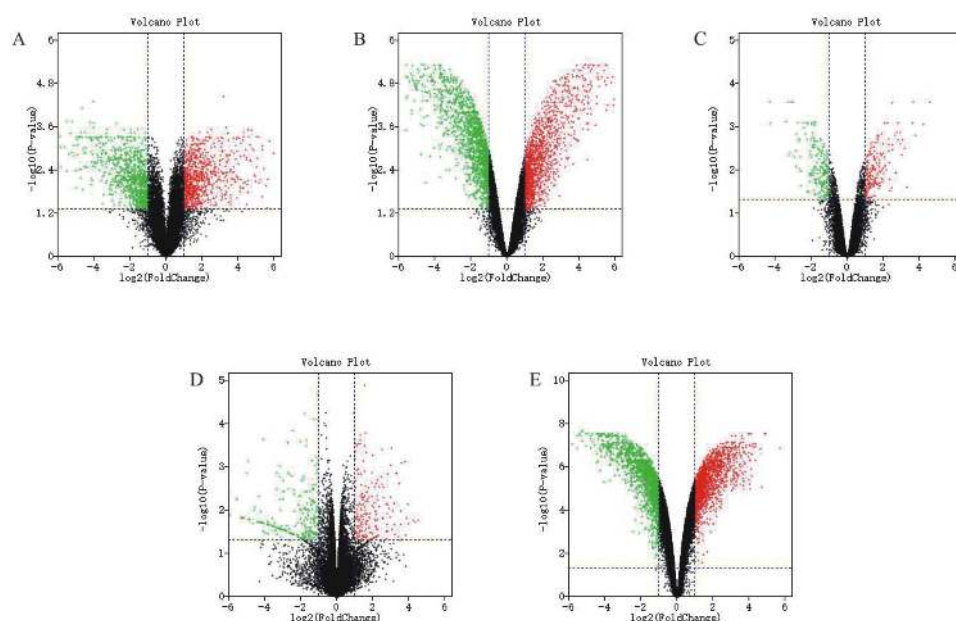 A
Volcano Plot
6
4.8
3.6
2.4
1.2
0
-log10(P-value)
-6 -4 -2 0 2 4 6
log2(FoldChange)
B
Volcano Plot
6
4.8
3.6
2.4
1.2
0
-log10(P-value)
-6 -4 -2 0 2 4 6
log2(FoldChange)
C
Volcano Plot
5
4
3
2
1
0
-log10(P-value)
-6 -4 -2 0 2 4 6
log2(FoldChange)
D
Volcano Plot
5
4
3
2
1
0
-log10(P-value)
-6 -4 -2 0 2 4 6
log2(FoldChange)
E
Volcano Plot
10
8
6
4
2
0
-log10(P-value)
-6 -4 -2 0 2 4 6
log2(FoldChange)